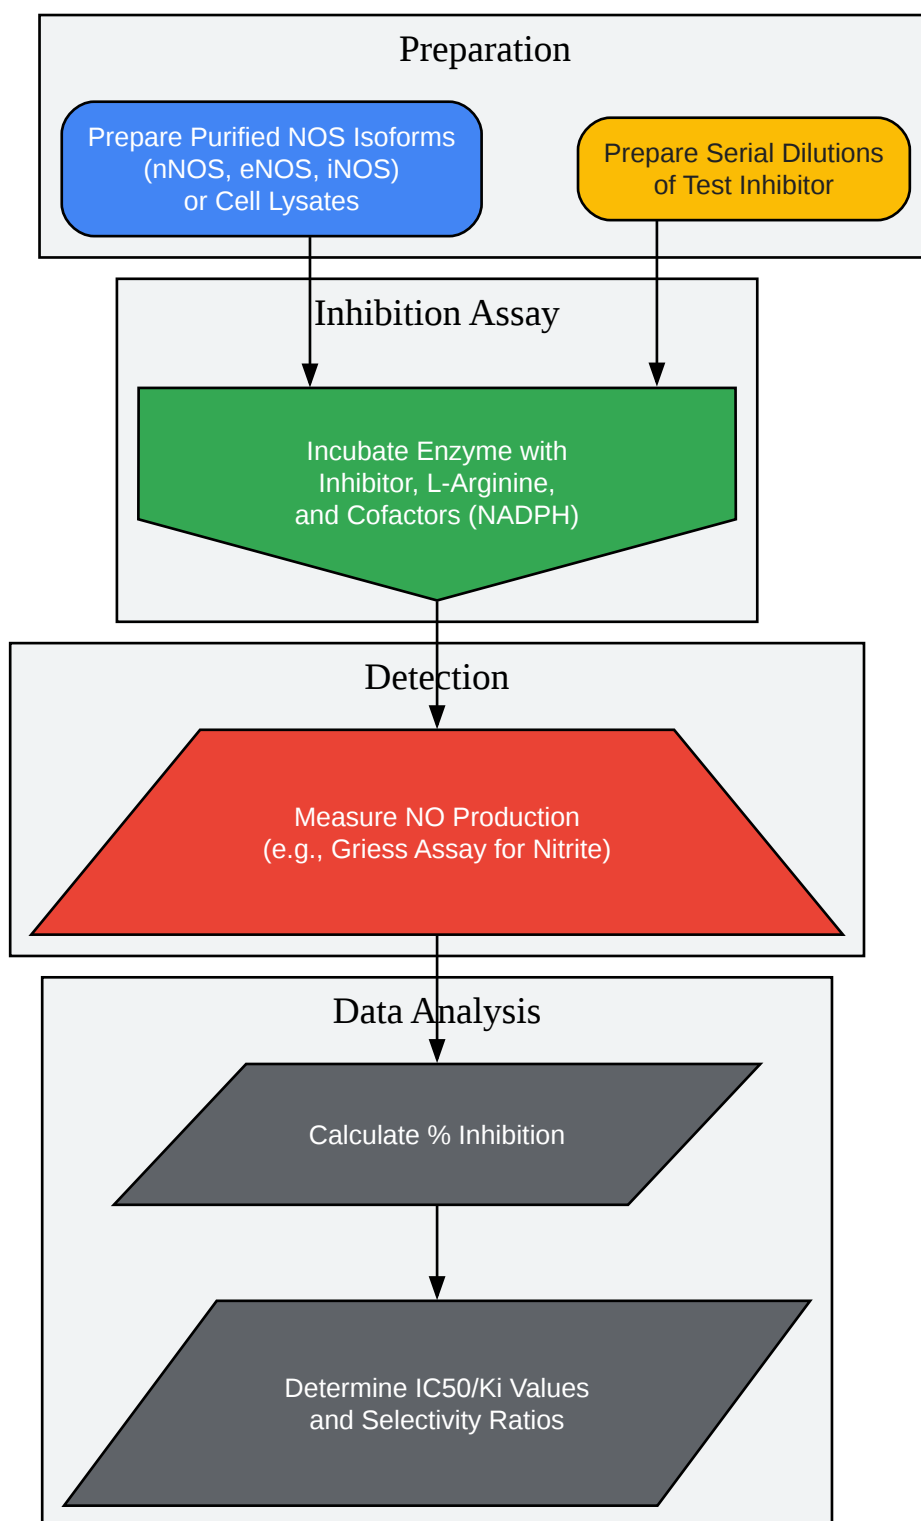 Preparation
Prepare Purified NOS Isoforms
(nNOS, eNOS, iNOS)
or Cell Lysates
Prepare Serial Dilutions
of Test Inhibitor
Inhibition Assay
Incubate Enzyme with
Inhibitor, L-Arginine,
and Cofactors (NADPH)
Detection
Measure NO Production
(e.g., Griess Assay for Nitrite)
Data Analysis
Calculate % Inhibition
Determine IC50/Ki Values
and Selectivity Ratios